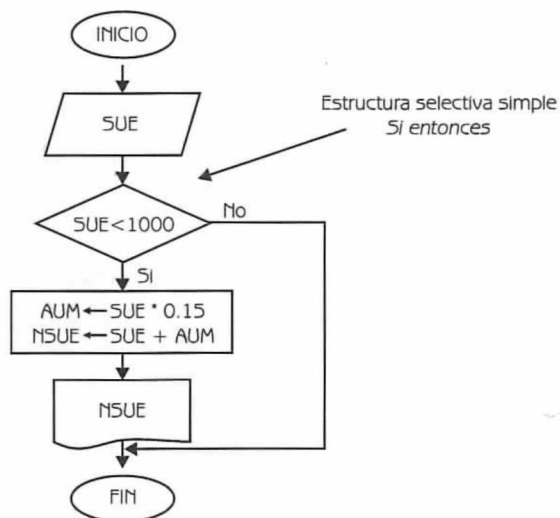 INICIO
SUE
Estructura selectiva simple
Si entonces
SUE<1000
No
Si
AUM ← SUE * 0.15
NSUE ← SUE + AUM
NSUE
FIN